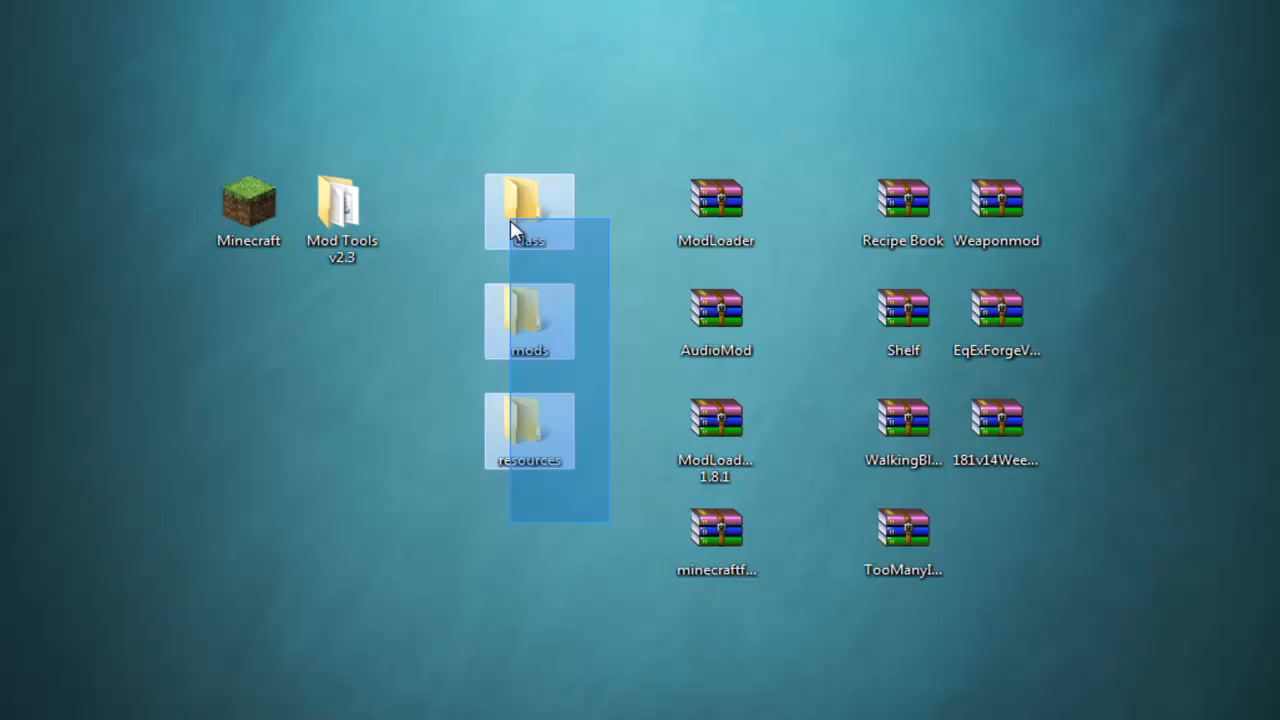 Minecraft
Mod Tools
v2.3
class
mods
resources
ModLoader
AudioMod
ModLoad...
1.8.1
minecraftf...
Recipe Book
Weaponmod
Shelf
EqExForgeV...
WalkingBl...
181v14Wee...
TooManyI...